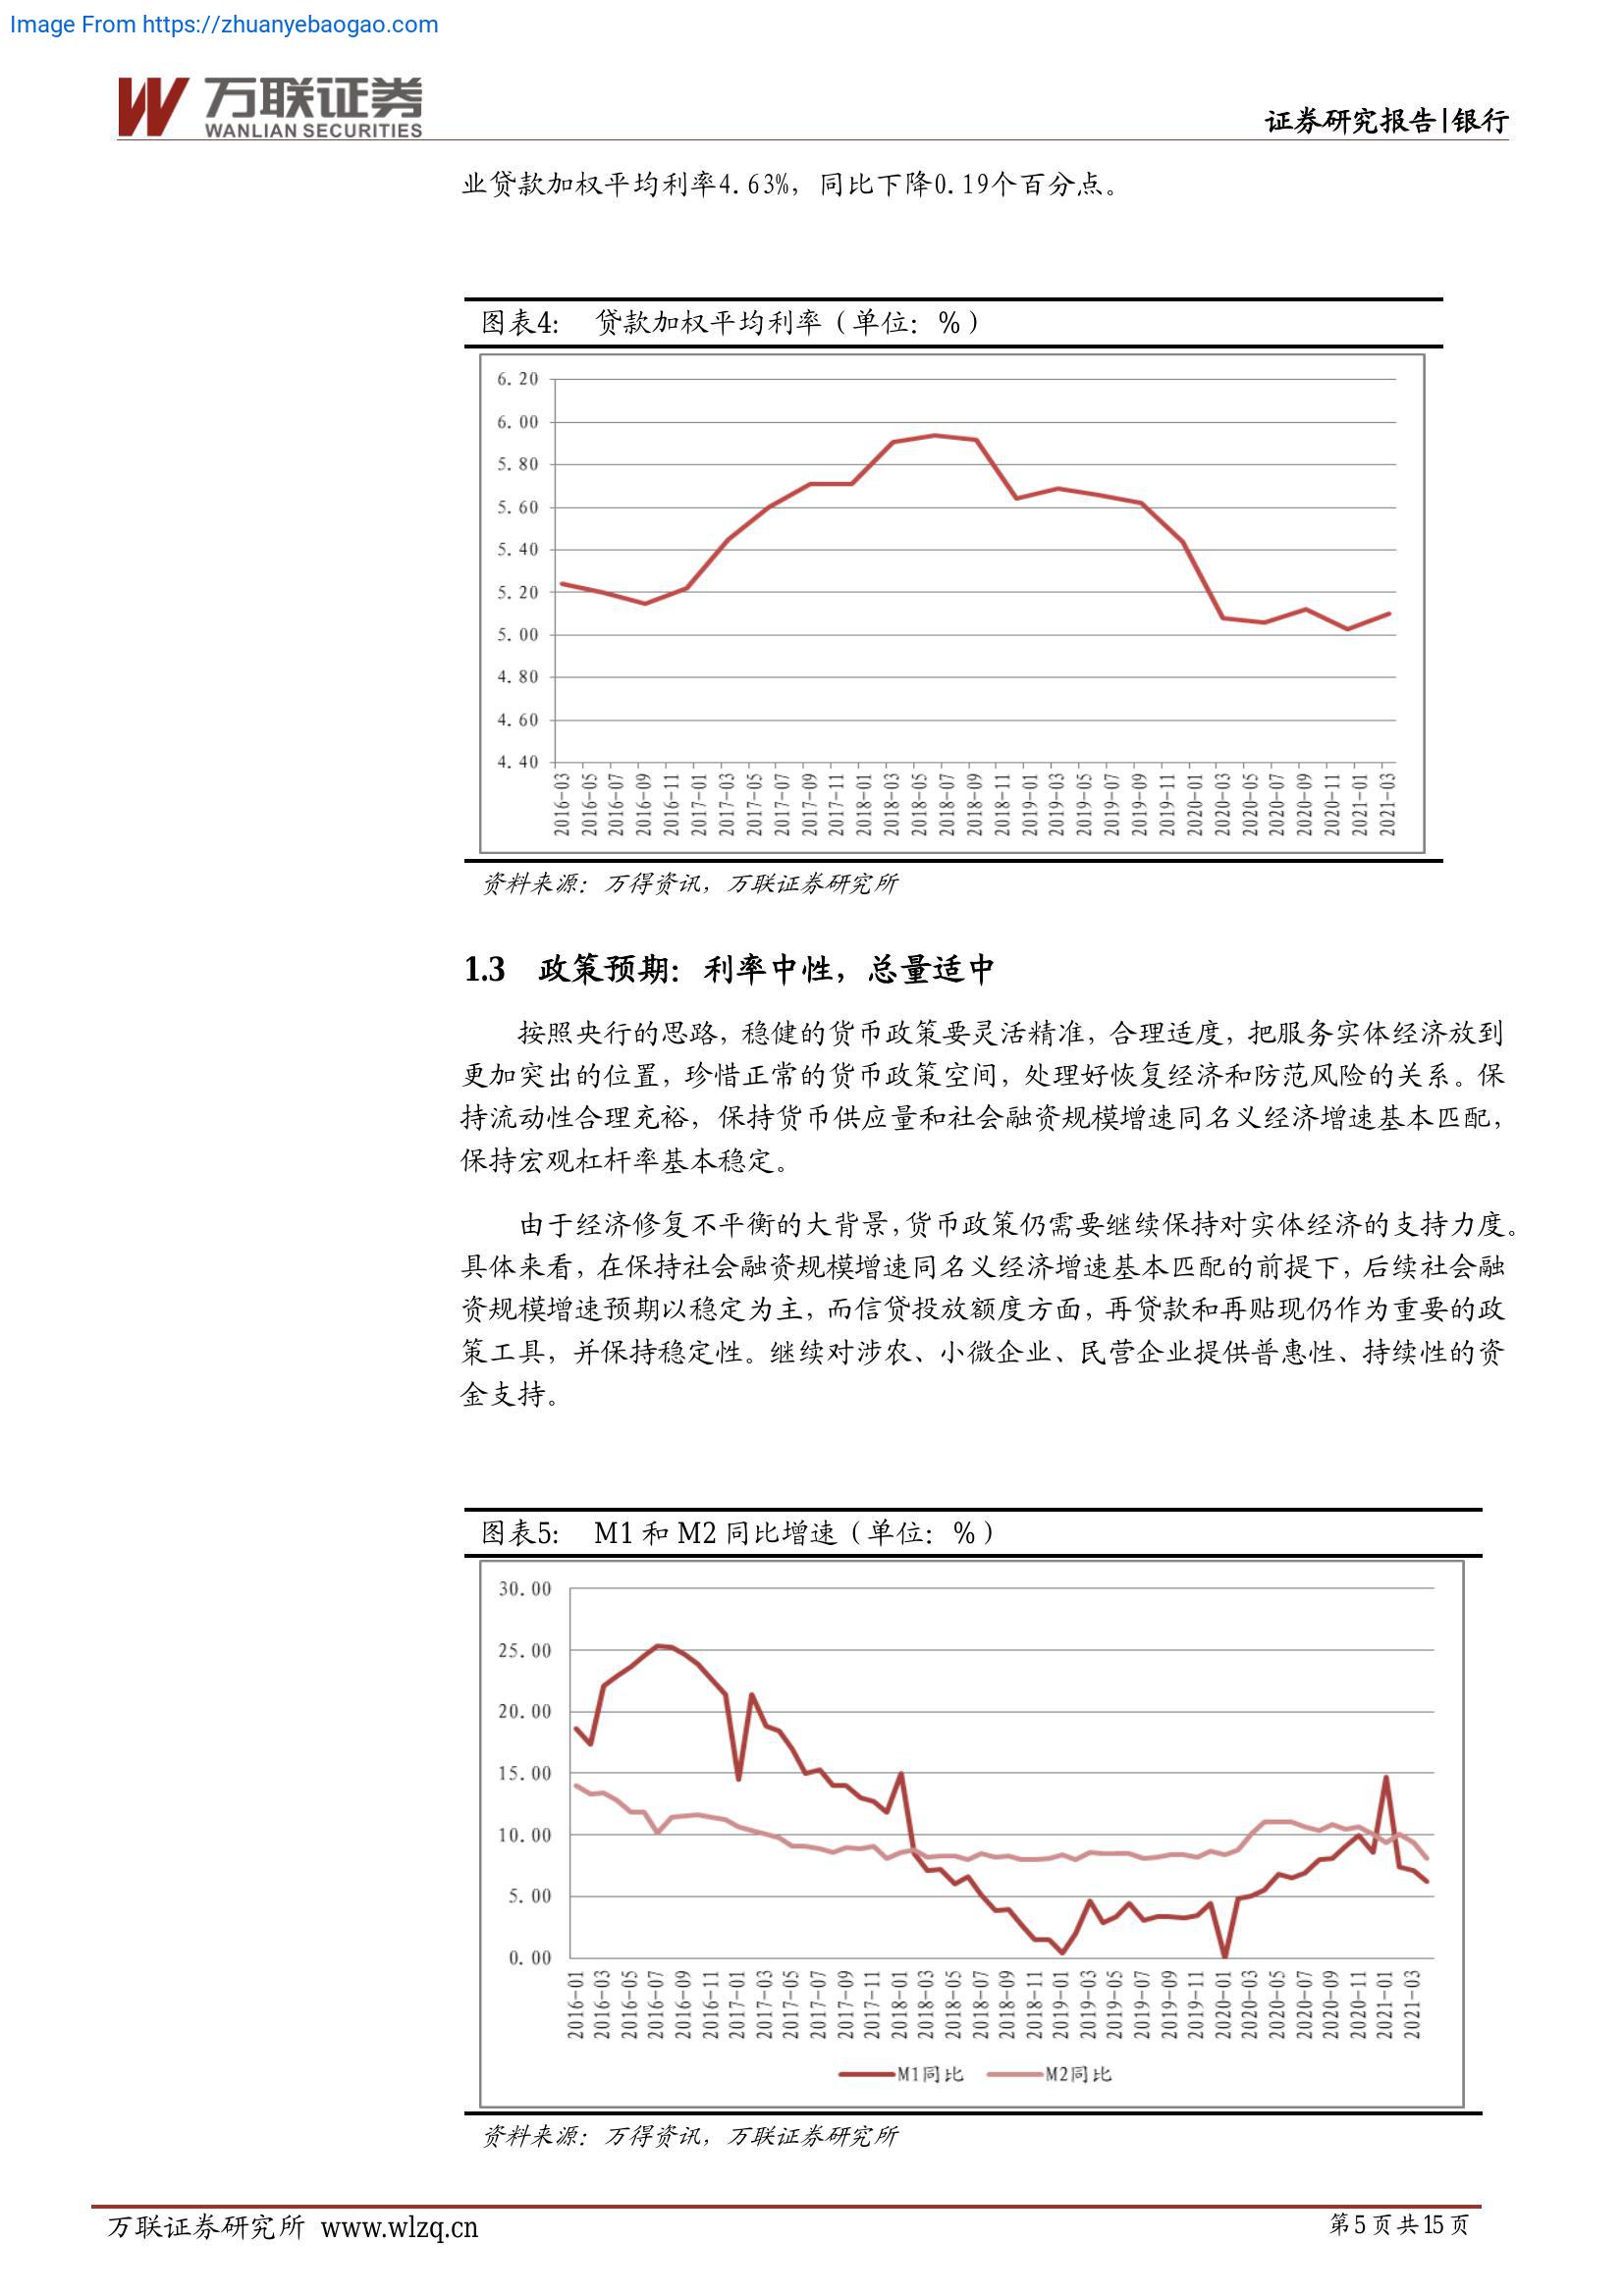 Image From https://zhuanyebaogao.com
万联证券
WANLIAN SECURITIES
证券研究报告|银行
业贷款加权平均利率4.63%，同比下降0.19个百分点。
图表4： 贷款加权平均利率（单位：%）
6.20
6.00
5.80
5.60
5.40
5.20
5.00
4.80
4.60
4.40
2016-03 2016-05 2016-07 2016-09 2016-11 2017-01 2017-03 2017-05 2017-07 2017-09 2017-11 2018-01 2018-03 2018-05 2018-07 2018-09 2018-11 2019-01 2019-03 2019-05 2019-07 2019-09 2019-11 2020-01 2020-03 2020-05 2020-07 2020-09 2020-11 2021-01 2021-03
资料来源：万得资讯，万联证券研究所
1.3 政策预期：利率中性，总量适中
按照央行的思路，稳健的货币政策要灵活精准，合理适度，把服务实体经济放到
更加突出的位置，珍惜正常的货币政策空间，处理好恢复经济和防范风险的关系。保
持流动性合理充裕，保持货币供应量和社会融资规模增速同名义经济增速基本匹配，
保持宏观杠杆率基本稳定。
由于经济修复不平衡的大背景，货币政策仍需要继续保持对实体经济的支持力度。
具体来看，在保持社会融资规模增速同名义经济增速基本匹配的前提下，后续社会融
资规模增速预期以稳定为主，而信贷投放额度方面，再贷款和再贴现仍作为重要的政
策工具，并保持稳定性。继续对涉农、小微企业、民营企业提供普惠性、持续性的资
金支持。
图表5： M1 和 M2 同比增速（单位：%）
30.00
25.00
20.00
15.00
10.00
5.00
0.00
2016-01 2016-03 2016-05 2016-07 2016-09 2016-11 2017-01 2017-03 2017-05 2017-07 2017-09 2017-11 2018-01 2018-03 2018-05 2018-07 2018-09 2018-11 2019-01 2019-03 2019-05 2019-07 2019-09 2019-11 2020-01 2020-03 2020-05 2020-07 2020-09 2020-11 2021-01 2021-03
M1同比 M2同比
资料来源：万得资讯，万联证券研究所
万联证券研究所 www.wlzq.cn
第 5 页 共 15 页